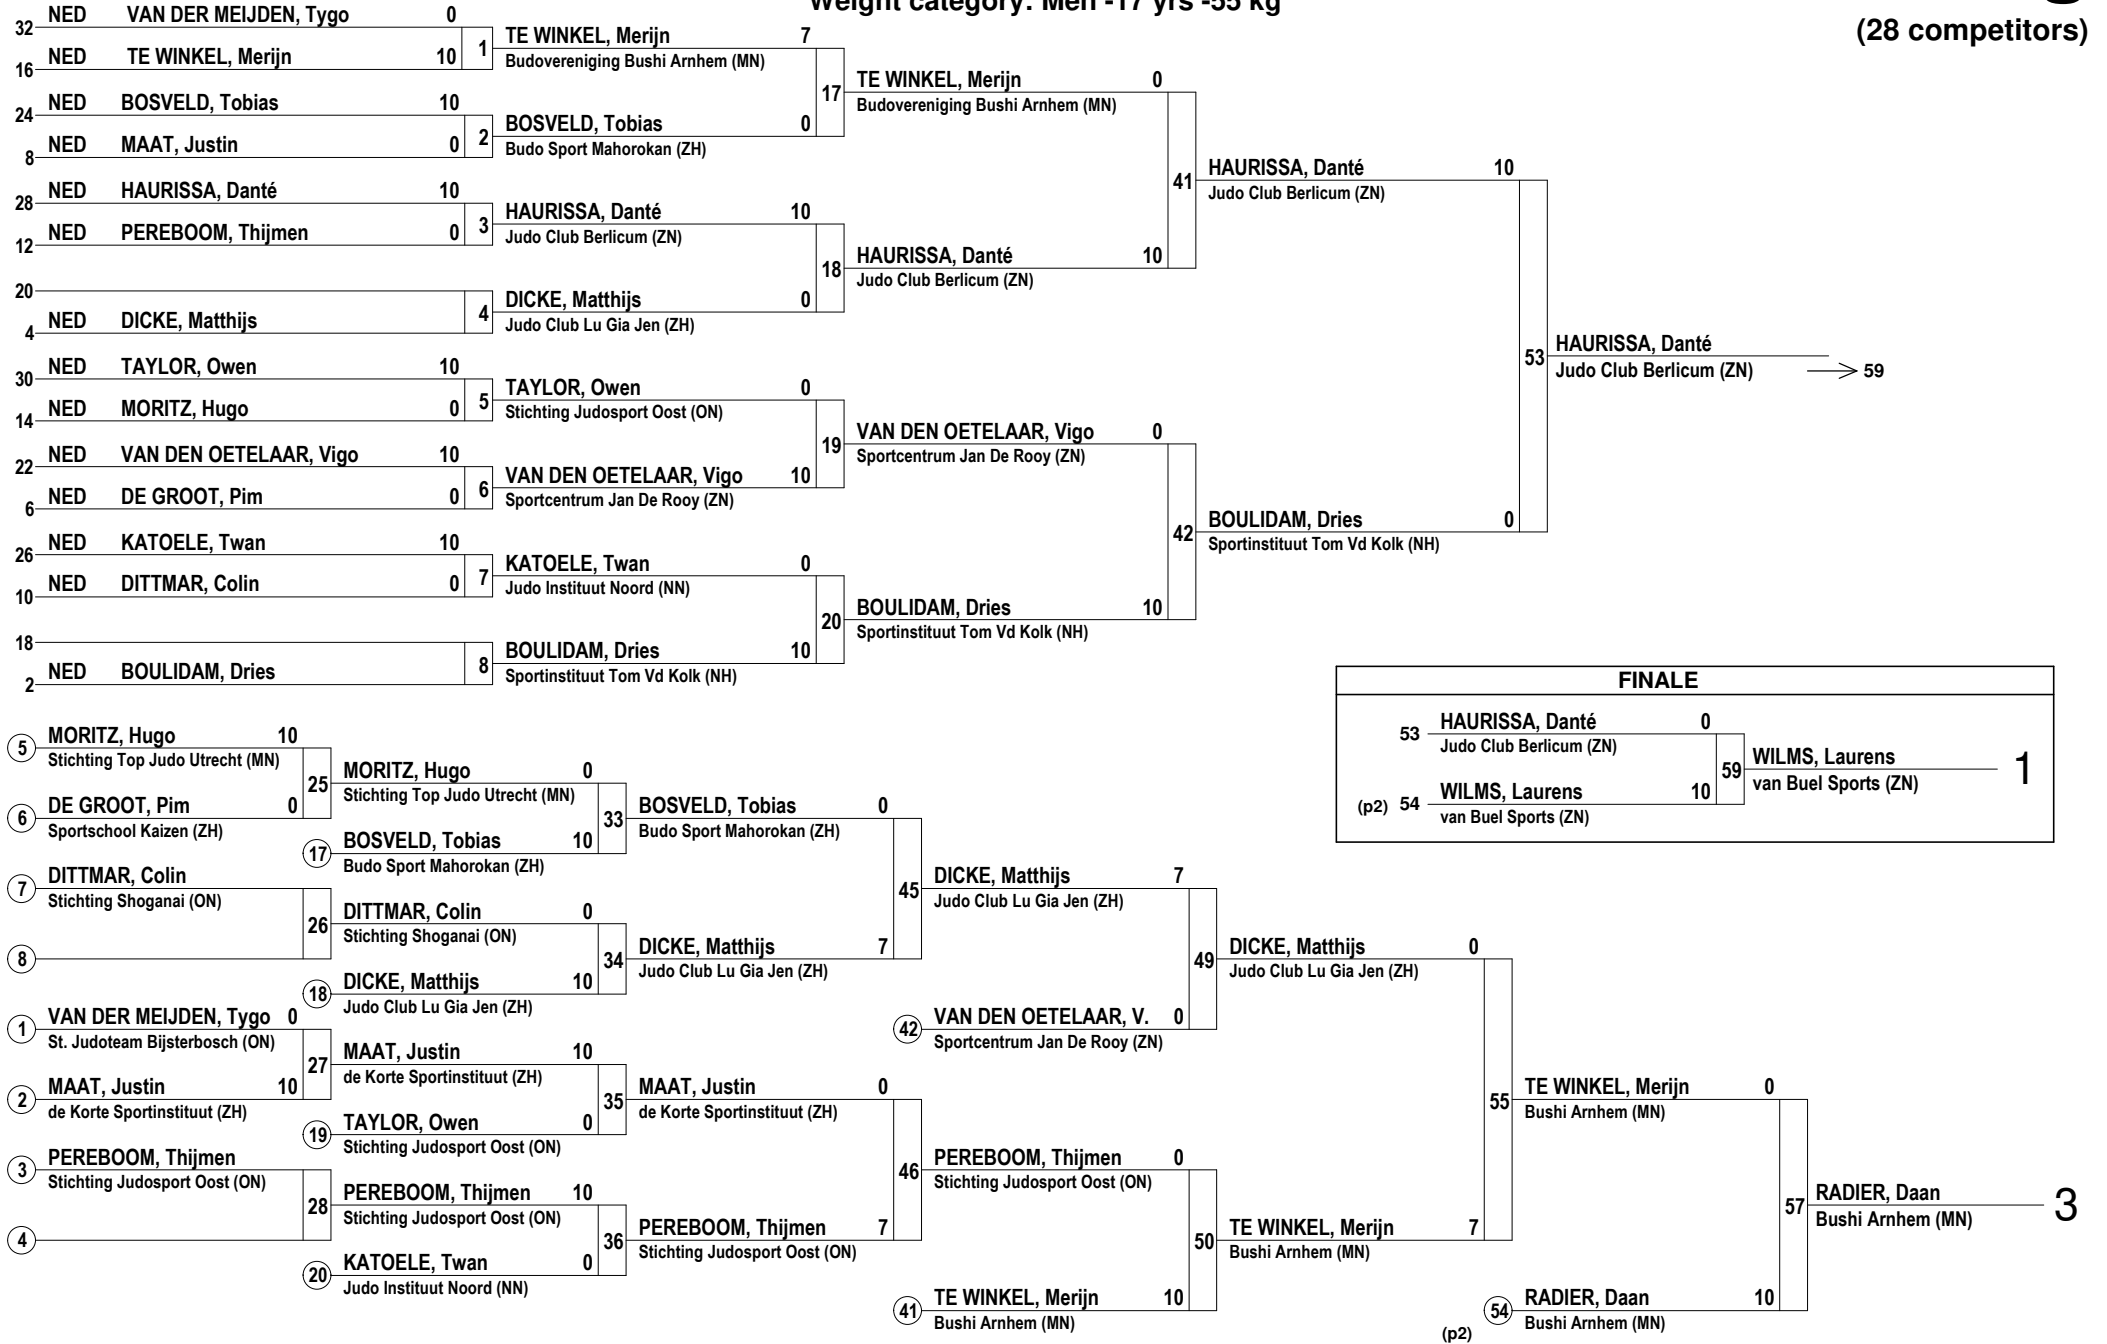 Weight category: Men -17 yrs -55 kg
(28 competitors)
32 NED VAN DER MEIJDEN, Tygo 0
16 NED TE WINKEL, Merijn 10
1
24 NED BOSVELD, Tobias 10
8 NED MAAT, Justin 0
2
28 NED HAURISSA, Danté 10
12 NED PEREBOOM, Thijmen 0
3
20
4 NED DICKE, Matthijs
4
30 NED TAYLOR, Owen 10
14 NED MORITZ, Hugo 0
5
22 NED VAN DEN OETELAAR, Vigo 10
6 NED DE GROOT, Pim 0
6
26 NED KATOELE, Twan 10
10 NED DITTMAR, Colin 0
7
18
2 NED BOULIDAM, Dries
8
TE WINKEL, Merijn 7
Budovereniging Bushi Arnhem (MN)
17
BOSVELD, Tobias 0
Budo Sport Mahorokan (ZH)
HAURISSA, Danté 10
Judo Club Berlicum (ZN)
18
DICKE, Matthijs 0
Judo Club Lu Gia Jen (ZH)
TAYLOR, Owen 0
Stichting Judosport Oost (ON)
19
VAN DEN OETELAAR, Vigo 10
Sportcentrum Jan De Rooy (ZN)
KATOELE, Twan 0
Judo Instituut Noord (NN)
20
BOULIDAM, Dries 10
Sportinstituut Tom Vd Kolk (NH)
TE WINKEL, Merijn 0
Budovereniging Bushi Arnhem (MN)
41
HAURISSA, Danté 10
Judo Club Berlicum (ZN)
VAN DEN OETELAAR, Vigo 0
Sportcentrum Jan De Rooy (ZN)
42
BOULIDAM, Dries 10
Sportinstituut Tom Vd Kolk (NH)
HAURISSA, Danté 10
Judo Club Berlicum (ZN)
53
BOULIDAM, Dries 0
Sportinstituut Tom Vd Kolk (NH)
HAURISSA, Danté
Judo Club Berlicum (ZN) 59
FINALE
53 HAURISSA, Danté 0
Judo Club Berlicum (ZN)
59
(p2) 54 WILMS, Laurens 10
van Buel Sports (ZN)
WILMS, Laurens 1
van Buel Sports (ZN)
5 MORITZ, Hugo 10
Stichting Top Judo Utrecht (MN)
25
6 DE GROOT, Pim 0
Sportschool Kaizen (ZH)
7 DITTMAR, Colin
Stichting Shoganai (ON)
26
8
1 VAN DER MEIJDEN, Tygo 0
St. Judoteam Bijsterbosch (ON)
27
2 MAAT, Justin 10
de Korte Sportinstituut (ZH)
3 PEREBOOM, Thijmen
Stichting Judosport Oost (ON)
28
4
MORITZ, Hugo 0
Stichting Top Judo Utrecht (MN)
33
17 BOSVELD, Tobias 10
Budo Sport Mahorokan (ZH)
DITTMAR, Colin 0
Stichting Shoganai (ON)
34
18 DICKE, Matthijs 10
Judo Club Lu Gia Jen (ZH)
MAAT, Justin 10
de Korte Sportinstituut (ZH)
35
19 TAYLOR, Owen 0
Stichting Judosport Oost (ON)
PEREBOOM, Thijmen 10
Stichting Judosport Oost (ON)
36
20 KATOELE, Twan 0
Judo Instituut Noord (NN)
BOSVELD, Tobias 0
Budo Sport Mahorokan (ZH)
45
DICKE, Matthijs 7
Judo Club Lu Gia Jen (ZH)
MAAT, Justin 0
de Korte Sportinstituut (ZH)
46
PEREBOOM, Thijmen 7
Stichting Judosport Oost (ON)
DICKE, Matthijs 7
Judo Club Lu Gia Jen (ZH)
49
42 VAN DEN OETELAAR, V. 0
Sportcentrum Jan De Rooy (ZN)
PEREBOOM, Thijmen 0
Stichting Judosport Oost (ON)
50
41 TE WINKEL, Merijn 10
Bushi Arnhem (MN)
DICKE, Matthijs 0
Judo Club Lu Gia Jen (ZH)
55
TE WINKEL, Merijn 7
Bushi Arnhem (MN)
TE WINKEL, Merijn 0
Bushi Arnhem (MN)
57
54 RADIER, Daan 10
(p2) Bushi Arnhem (MN)
RADIER, Daan 3
Bushi Arnhem (MN)